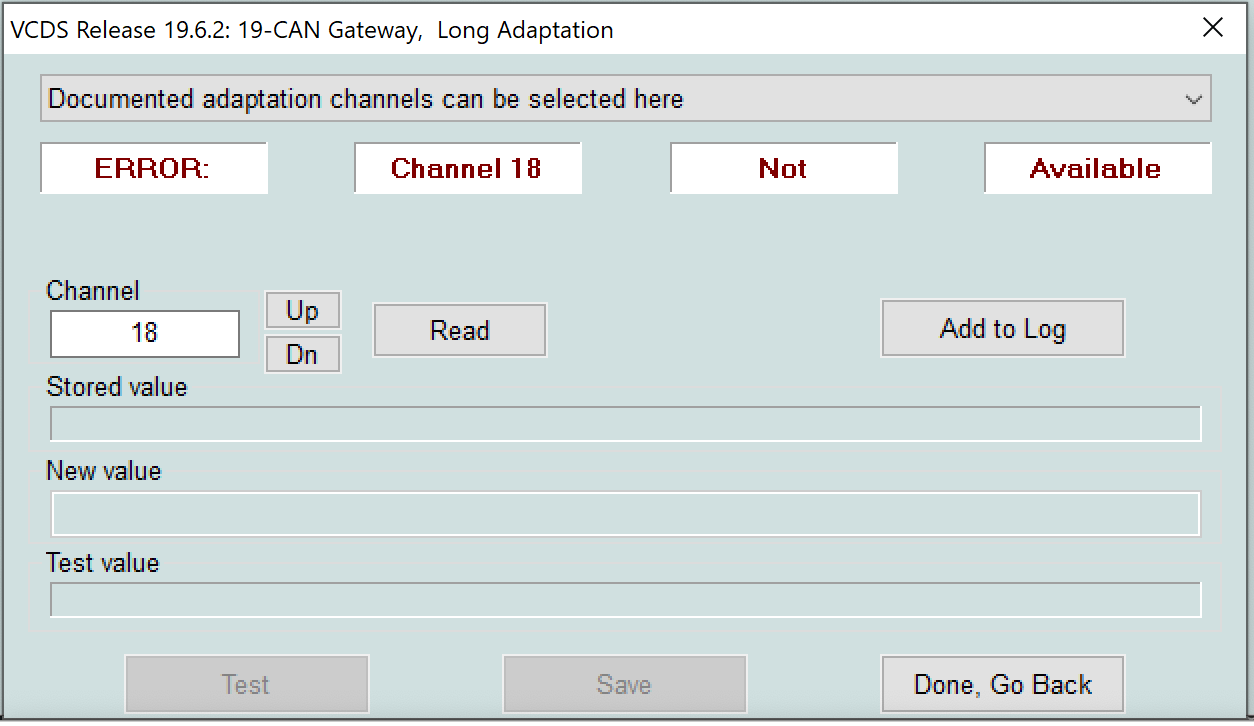 VCDS Release 19.6.2: 19-CAN Gateway,  Long Adaptation
Documented adaptation channels can be selected here
ERROR: Channel 18 Not Available
Channel
18
Up
Dn
Read
Add to Log
Stored value
New value
Test value
Test
Save
Done, Go Back